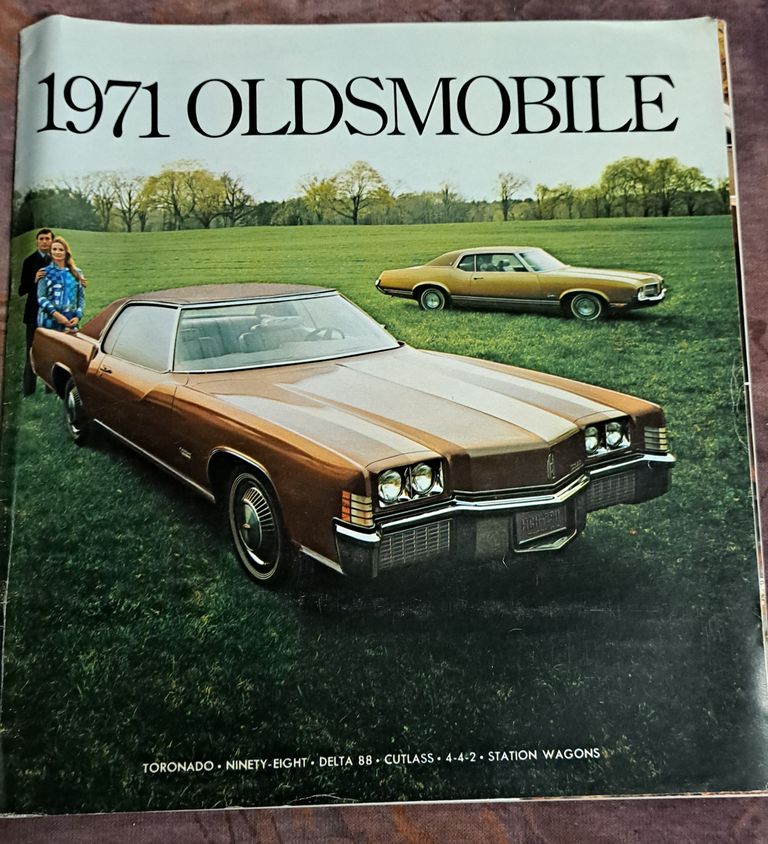 1971 OLDSMOBILE
TORONADO • NINETY-EIGHT • DELTA 88 • CUTLASS • 4-4-2 • STATION WAGONS